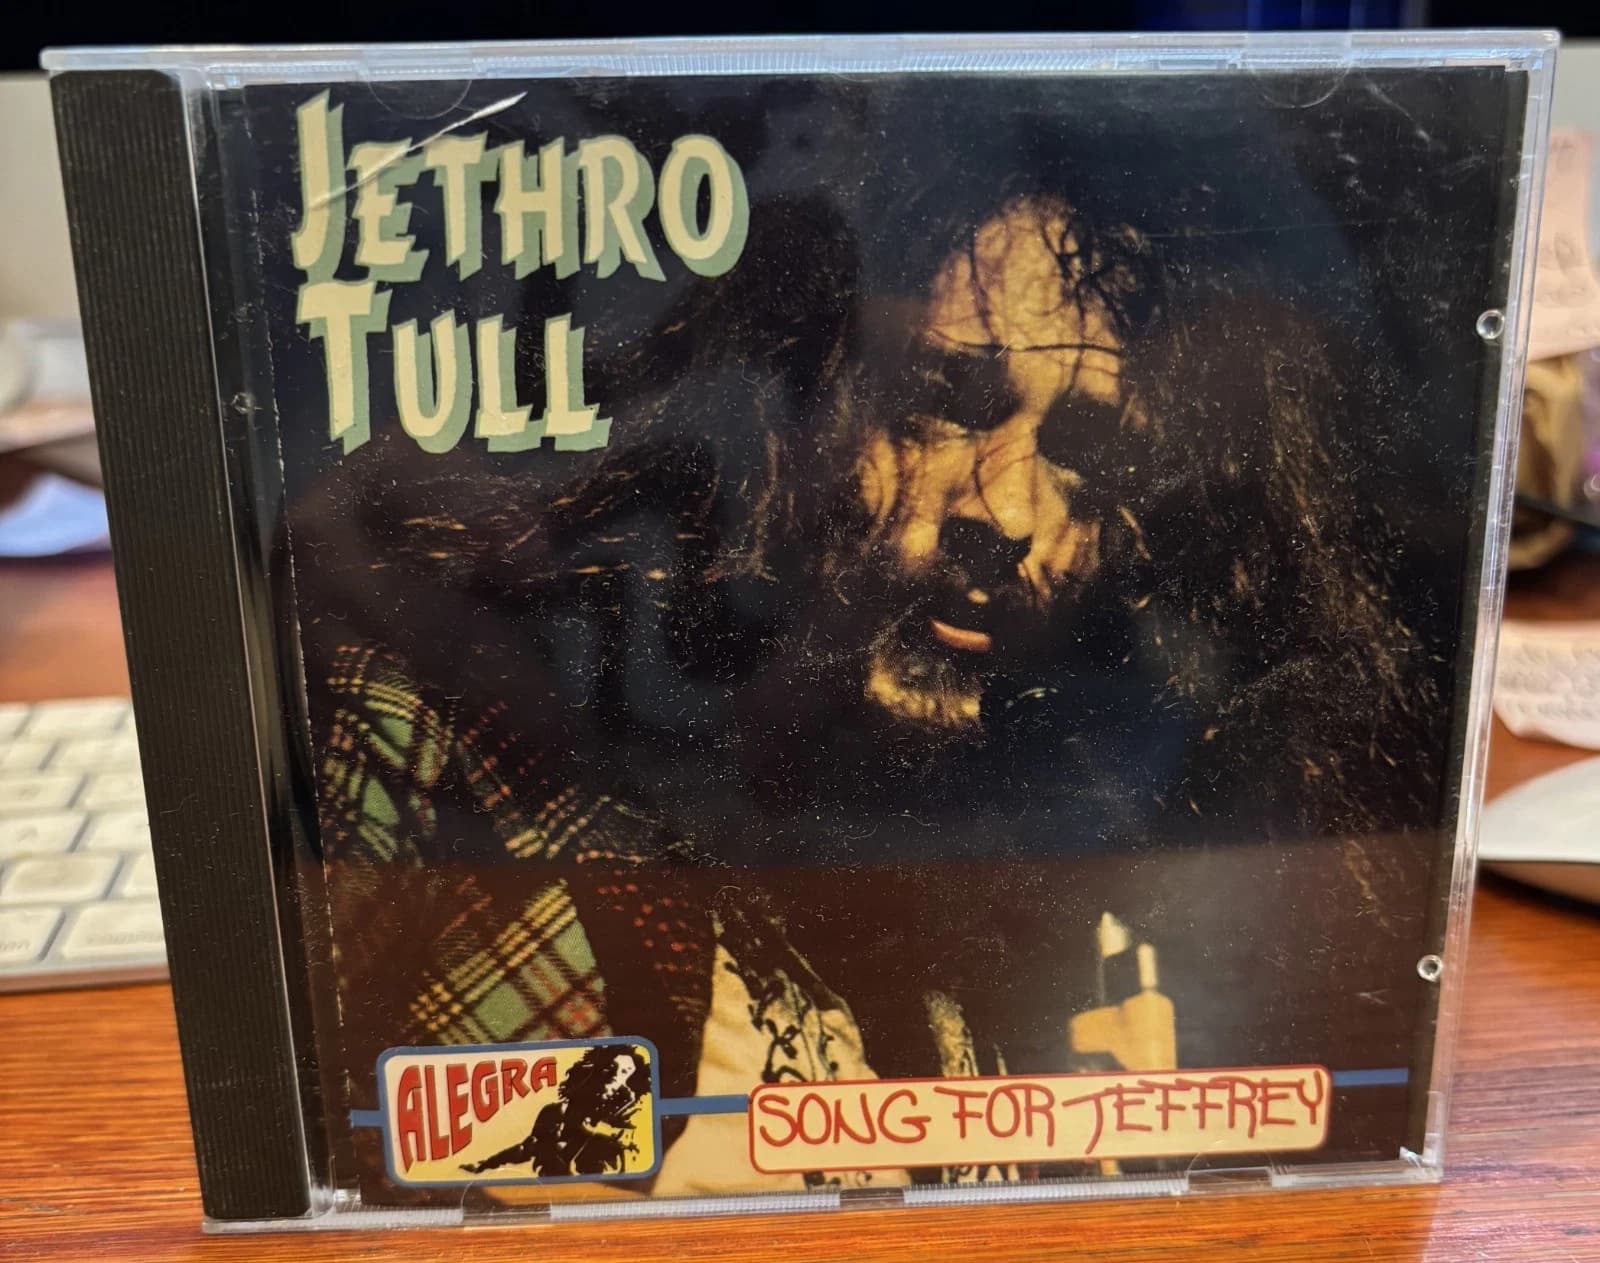 JETHRO
TULL
ALEGRA
SONG FOR JEFFREY